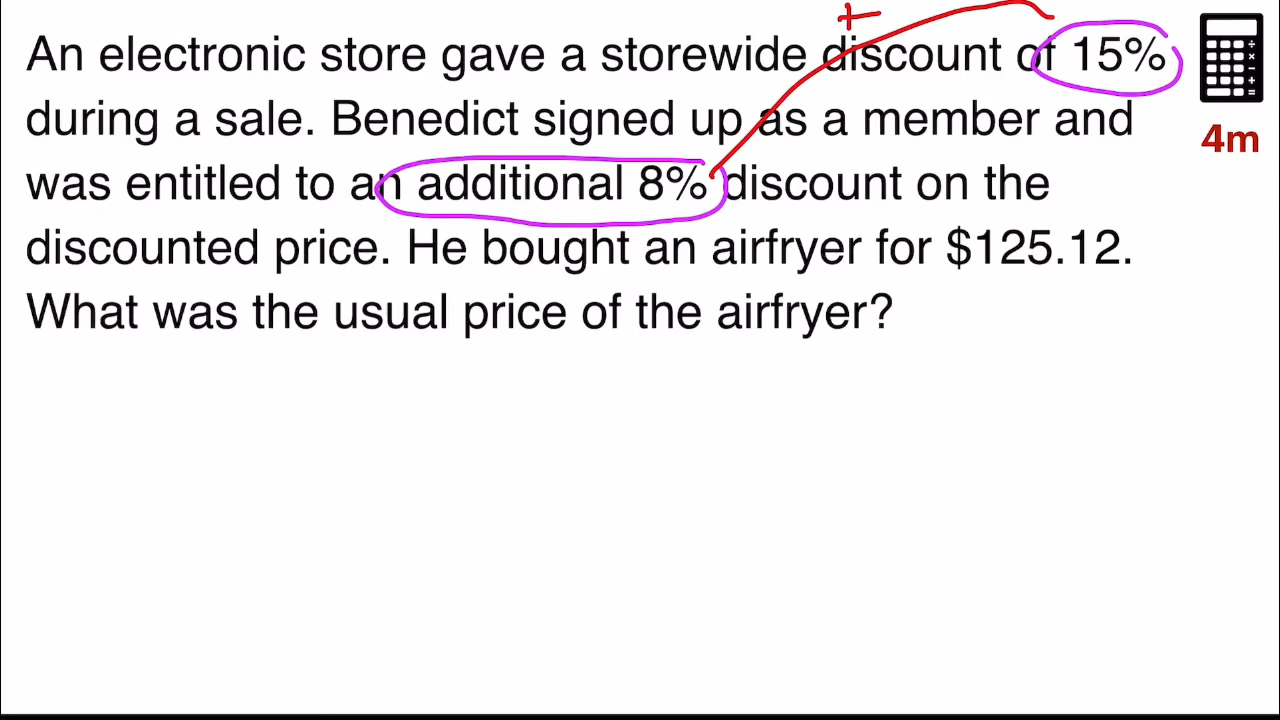 +
An electronic store gave a storewide discount of 15%
during a sale. Benedict signed up as a member and
4m
was entitled to an additional 8% discount on the
discounted price. He bought an airfryer for $125.12.
What was the usual price of the airfryer?